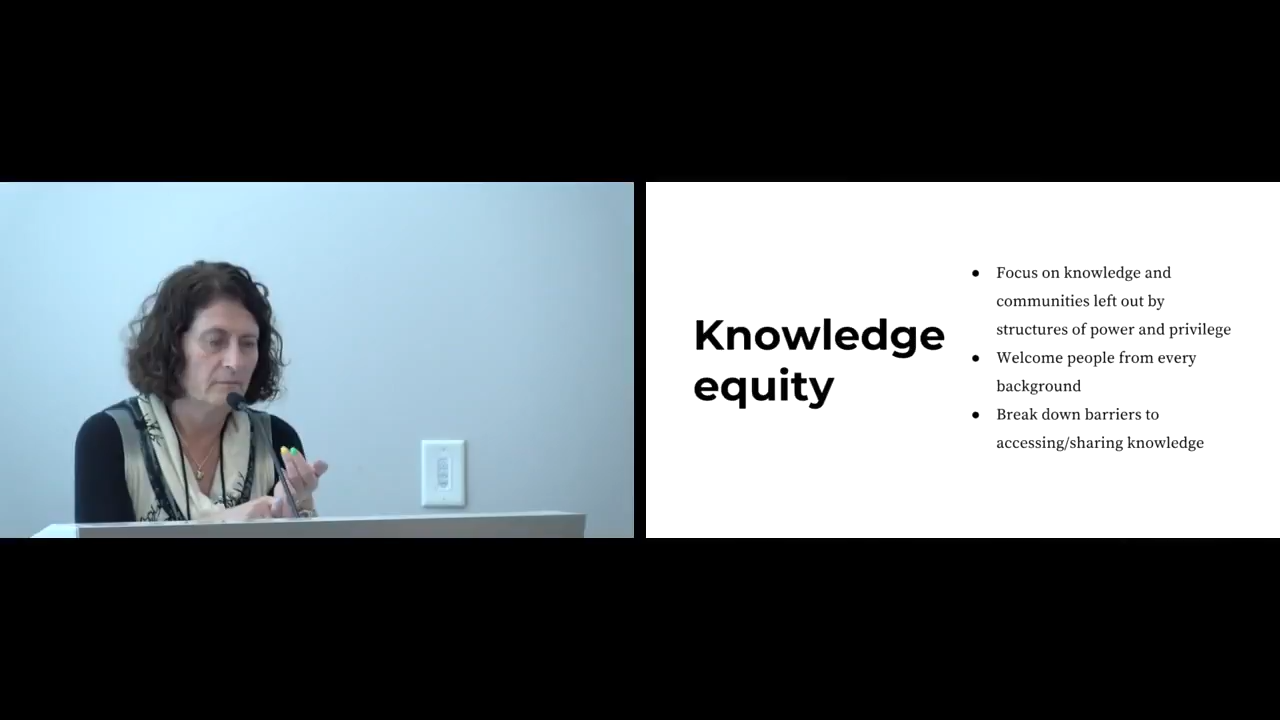 Knowledge
equity
● Focus on knowledge and
communities left out by
structures of power and privilege
● Welcome people from every
background
● Break down barriers to
accessing/sharing knowledge